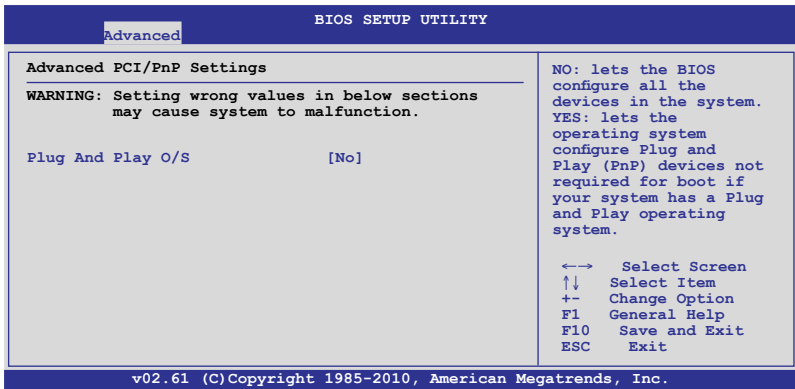 BIOS SETUP UTILITY
Advanced
Advanced PCI/PnP Settings
WARNING: Setting wrong values in below sections
may cause system to malfunction.
Plug And Play O/S [No]
NO: lets the BIOS
configure all the
devices in the system.
YES: lets the
operating system
configure Plug and
Play (PnP) devices not
required for boot if
your system has a Plug
and Play operating
system.
←→ Select Screen
↑↓ Select Item
+- Change Option
F1 General Help
F10 Save and Exit
ESC Exit
v02.61 (C)Copyright 1985-2010, American Megatrends, Inc.